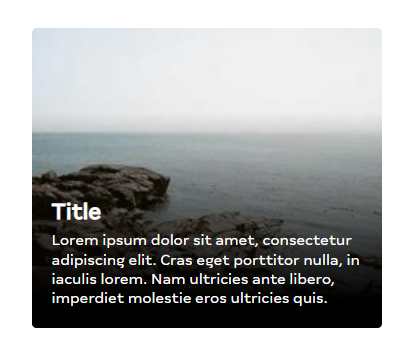 Title
Lorem ipsum dolor sit amet, consectetur
adipiscing elit. Cras eget porttitor nulla, in
iaculis lorem. Nam ultricies ante libero,
imperdiet molestie eros ultricies quis.